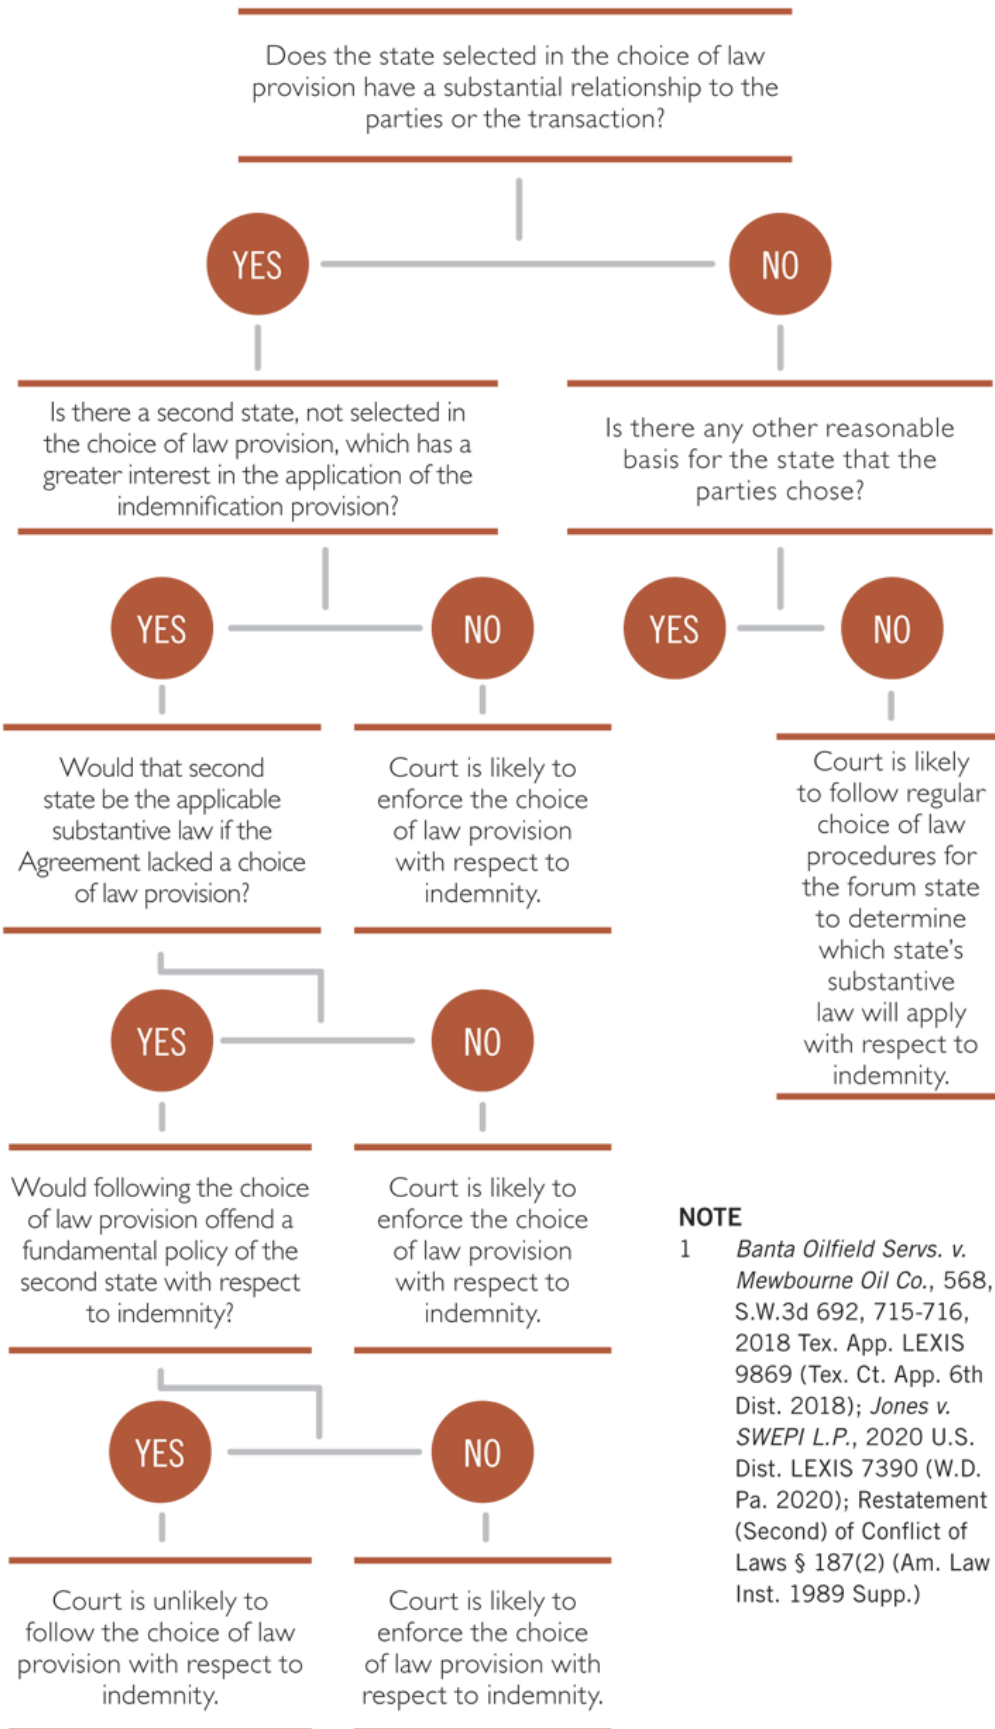 Does the state selected in the choice of law
provision have a substantial relationship to the
parties or the transaction?
YES
NO
Is there a second state, not selected in
the choice of law provision, which has a
greater interest in the application of the
indemnification provision?
Is there any other reasonable
basis for the state that the
parties chose?
YES
NO
YES
NO
Would that second
state be the applicable
substantive law if the
Agreement lacked a choice
of law provision?
Court is likely to
enforce the choice
of law provision
with respect to
indemnity.
Court is likely
to follow regular
choice of law
procedures for
the forum state
to determine
which state's
substantive
law will apply
with respect to
indemnity.
YES
NO
Would following the choice
of law provision offend a
fundamental policy of the
second state with respect
to indemnity?
Court is likely to
enforce the choice
of law provision
with respect to
indemnity.
YES
NO
Court is unlikely to
follow the choice of law
provision with respect to
indemnity.
Court is likely to
enforce the choice
of law provision with
respect to indemnity.
NOTE
1 Banta Oilfield Servs. v.
Mewbourne Oil Co., 568,
S.W.3d 692, 715-716,
2018 Tex. App. LEXIS
9869 (Tex. Ct. App. 6th
Dist. 2018); Jones v.
SWEPI L.P., 2020 U.S.
Dist. LEXIS 7390 (W.D.
Pa. 2020); Restatement
(Second) of Conflict of
Laws § 187(2) (Am. Law
Inst. 1989 Supp.)